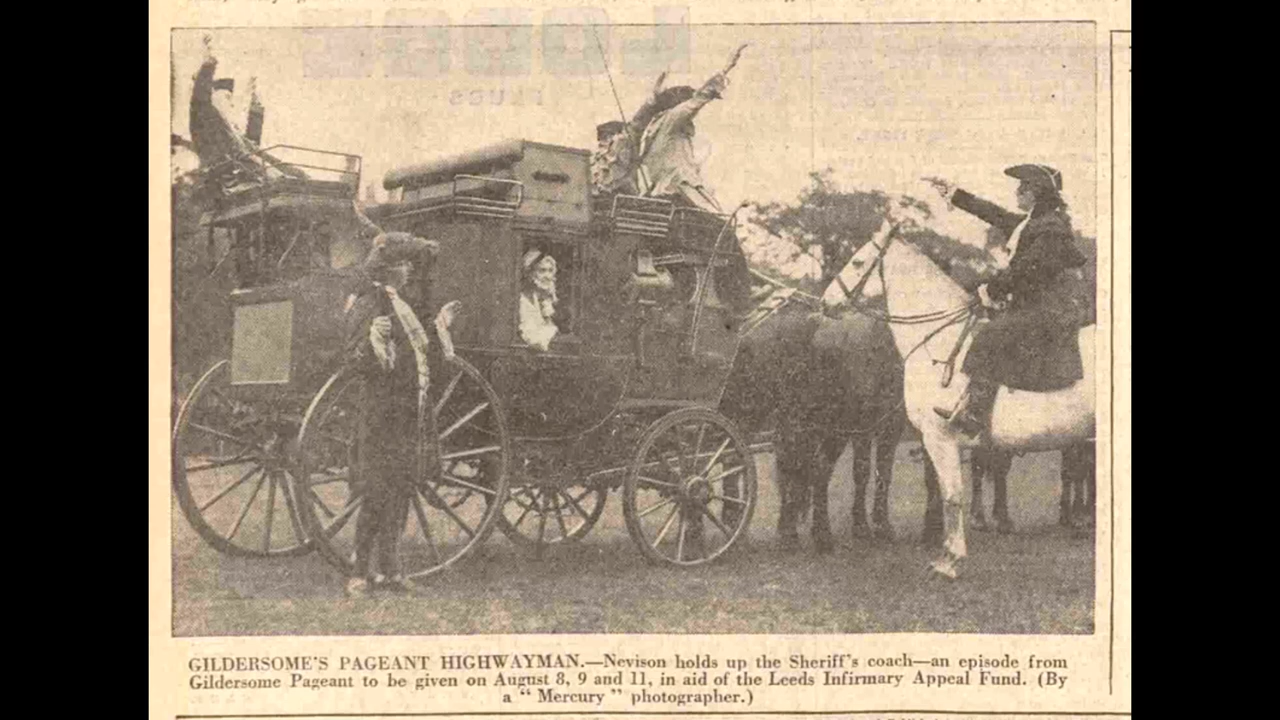 GILDERSOME'S PAGEANT HIGHWAYMAN.—Nevison holds up the Sheriff's coach—an episode from
Gildersome Pageant to be given on August 8, 9 and 11, in aid of the Leeds Infirmary Appeal Fund. (By
a "Mercury" photographer.)